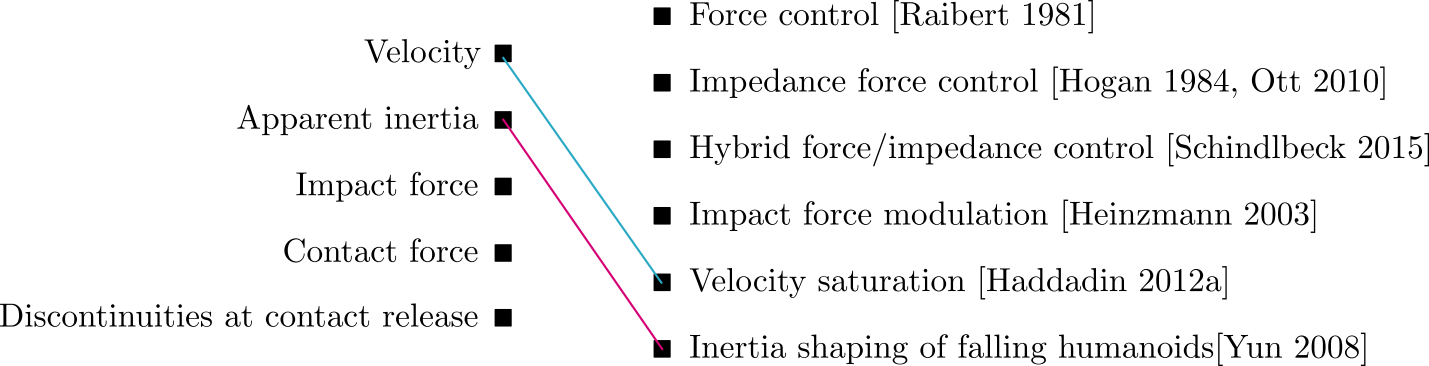 Velocity
Apparent inertia
Impact force
Contact force
Discontinuities at contact release
Force control [Raibert 1981]
Impedance force control [Hogan 1984, Ott 2010]
Hybrid force/impedance control [Schindlbeck 2015]
Impact force modulation [Heinzmann 2003]
Velocity saturation [Haddadin 2012a]
Inertia shaping of falling humanoids[Yun 2008]